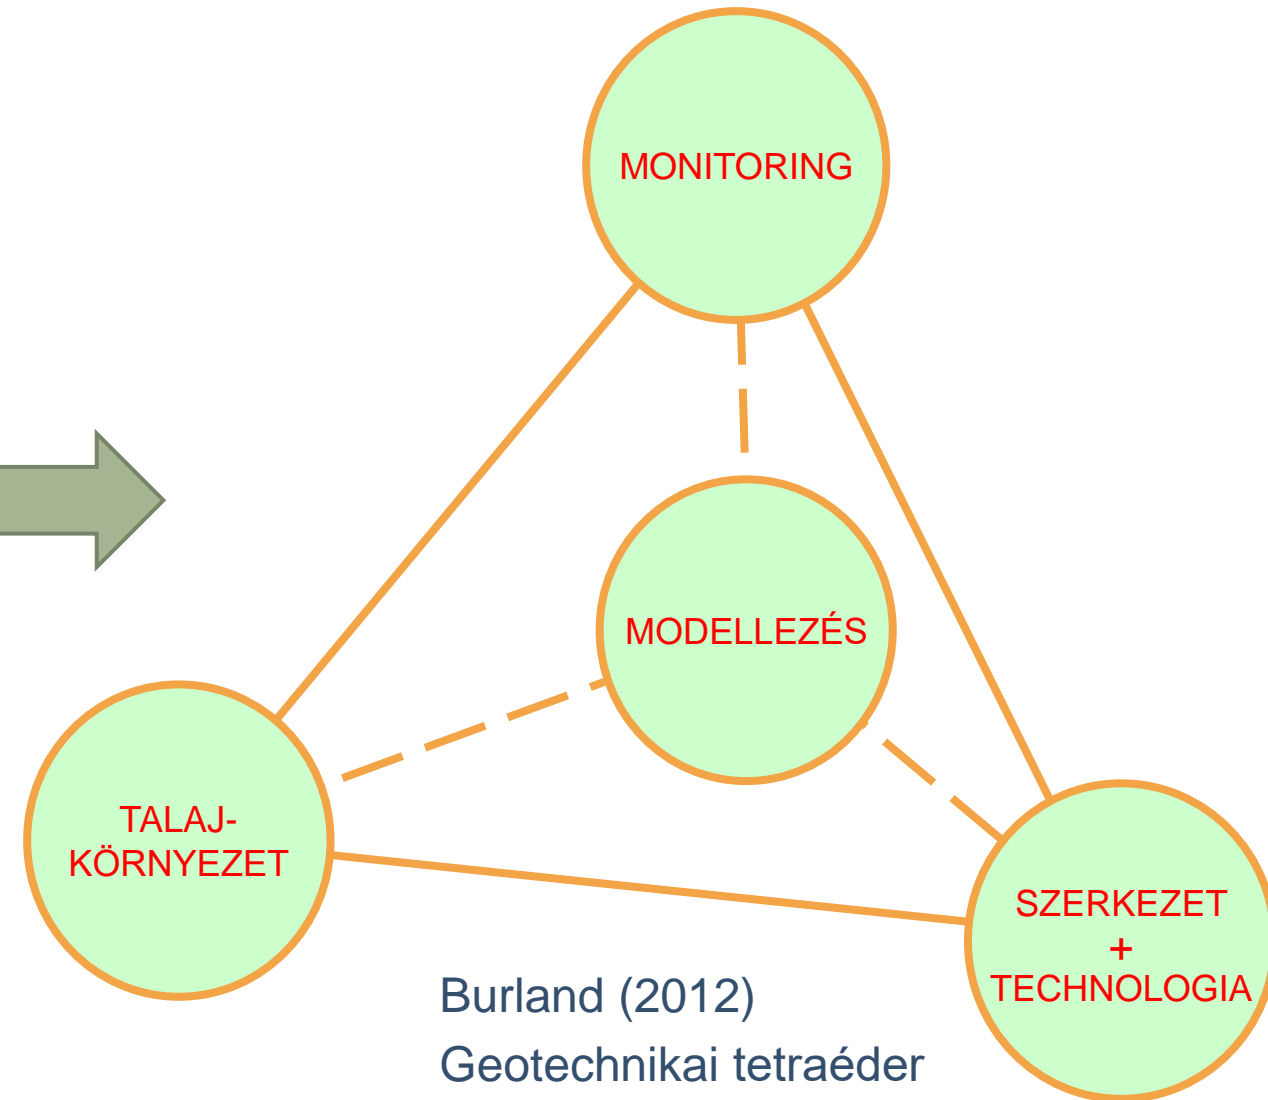 MONITORING
MODELLEZÉS
TALAJ-
KÖRNYEZET
SZERKEZET
+
TECHNOLOGIA
Burland (2012)
Geotechnikai tetraéder